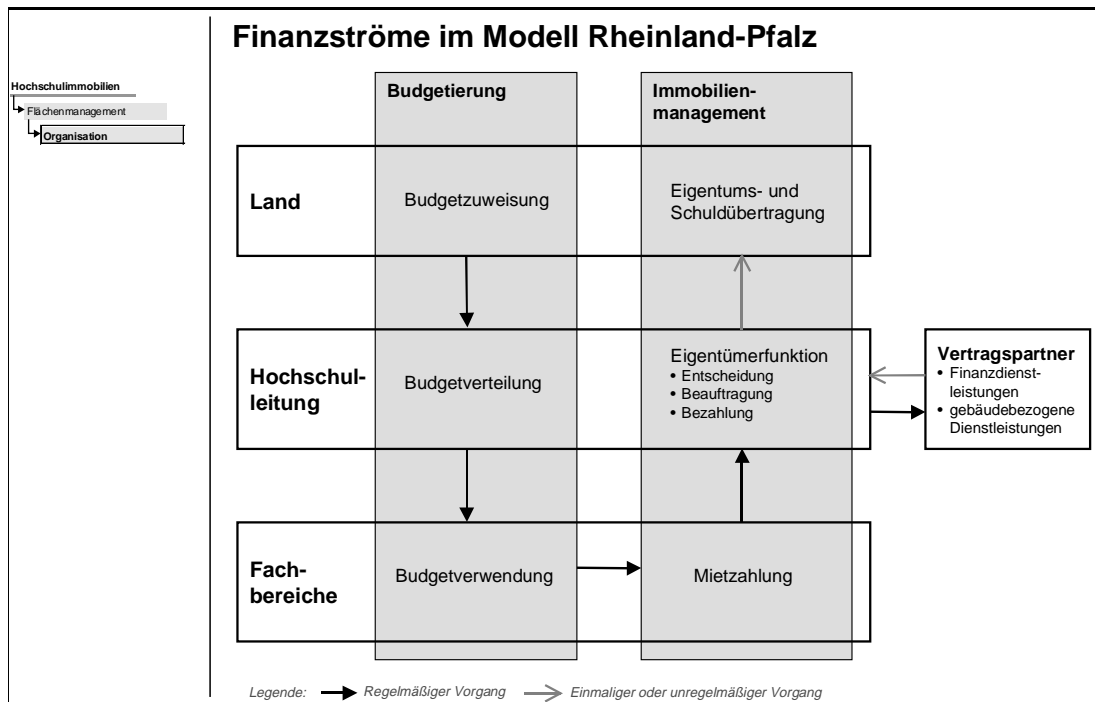 Finanzströme im Modell Rheinland-Pfalz
Hochschulimmobilien
Flächenmanagement
Organisation
Budgetierung
Immobilien-
management
Land
Budgetzuweisung
Eigentums- und
Schuldübertragung
Hochschul-
leitung
Budgetverteilung
Eigentümerfunktion
• Entscheidung
• Beauftragung
• Bezahlung
Vertragspartner
• Finanzdienst-
leistungen
• gebäudebezogene
Dienstleistungen
Fach-
bereiche
Budgetverwendung
Mietzahlung
Legende: Regelmäßiger Vorgang Einmaliger oder unregelmäßiger Vorgang